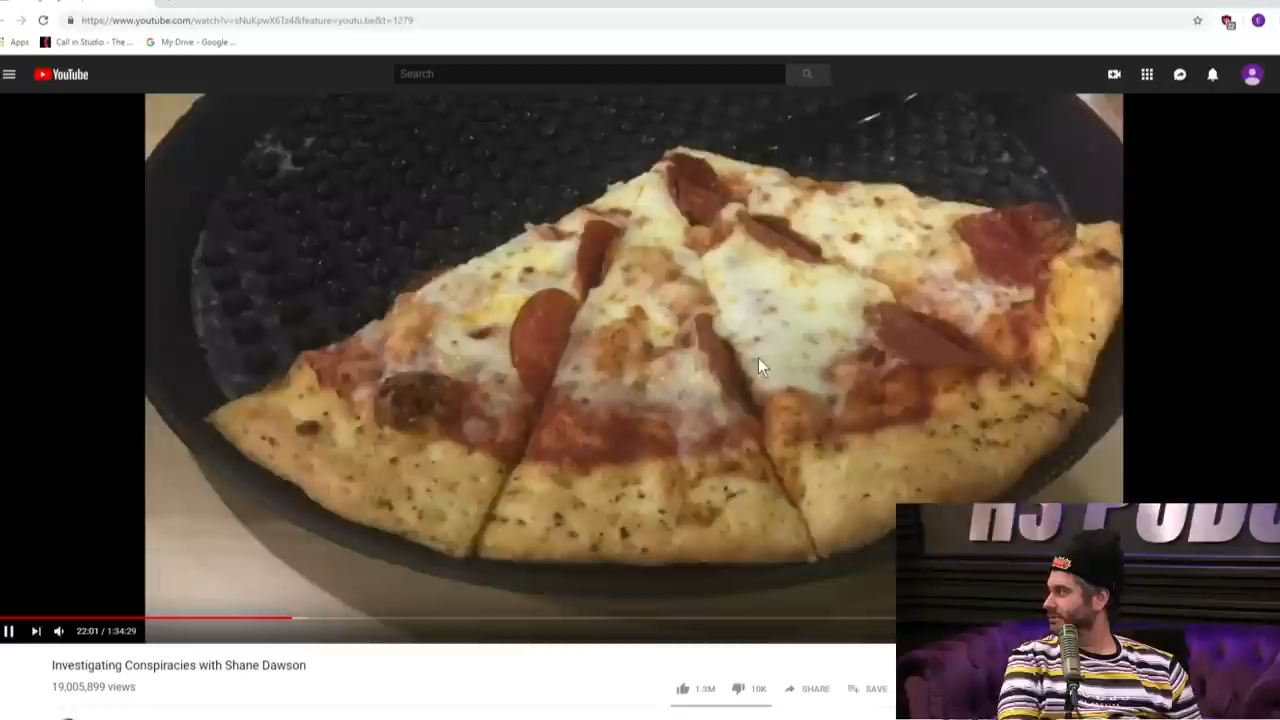 https://www.youtube.com/watch?v=sNuKpwX6Tz4&feature=youtu.be&t=1279
Apps Call in Studio - The ... My Drive - Google ...
YouTube Search
H3 PODC
22:01 / 1:34:29
Investigating Conspiracies with Shane Dawson
19,005,899 views
1.3M 10K SHARE SAVE